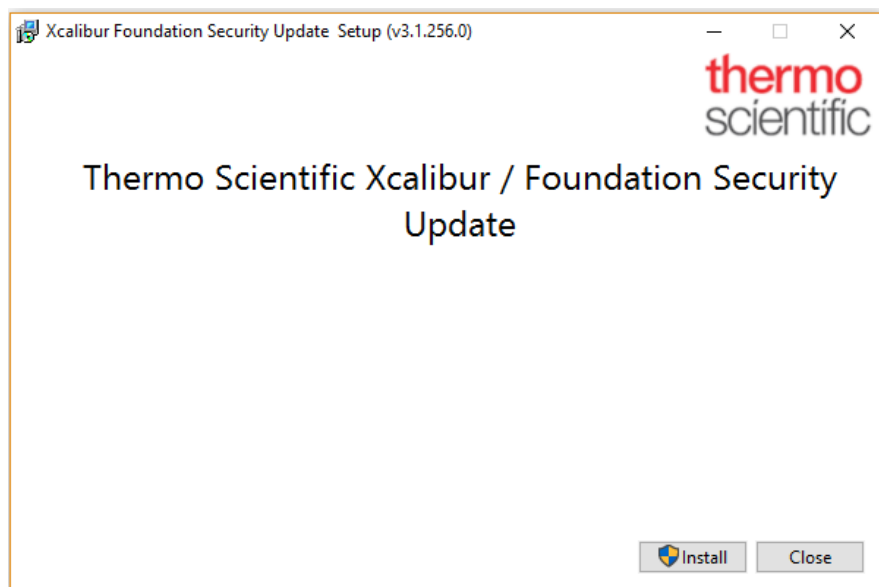 Xcalibur Foundation Security Update  Setup (v3.1.256.0)
thermo
scientific
Thermo Scientific Xcalibur / Foundation Security
Update
Install
Close